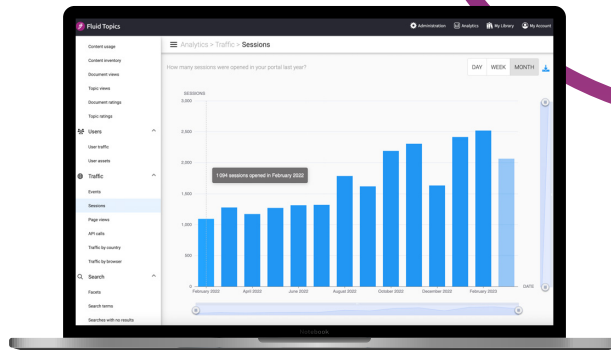 Fluid Topics
Administration
Analytics
My Library
My Account
Content usage
Content inventory
Document views
Topic views
Document ratings
Topic ratings
Users
User traffic
User assets
Traffic
Events
Sessions
Page views
API calls
Traffic by country
Traffic by browser
Search
Facets
Search terms
Searches with no results
Analytics > Traffic > Sessions
How many sessions were opened in your portal last year?
DAY WEEK MONTH
SESSIONS
3,000
2,500
2,000
1,500
1,000
500
0
1 094 sessions opened in February 2022
February 2022 April 2022 June 2022 August 2022 October 2022 December 2022 February 2023
DATE
Notebook